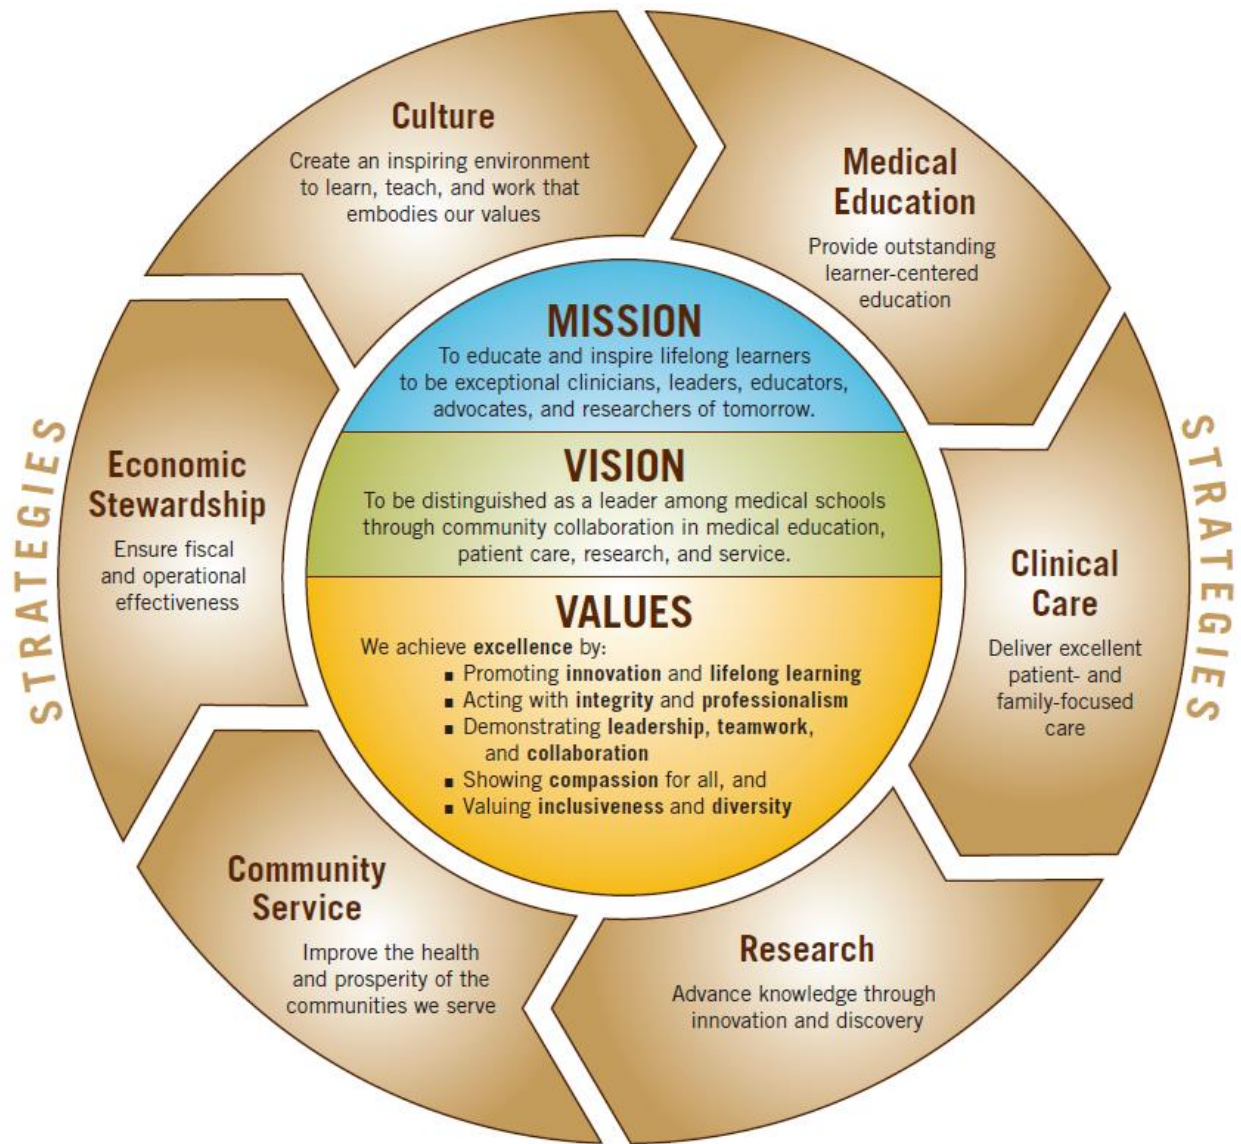 Culture
Create an inspiring environment
to learn, teach, and work that
embodies our values
Medical
Education
Provide outstanding
learner-centered
education
MISSION
To educate and inspire lifelong learners
to be exceptional clinicians, leaders, educators,
advocates, and researchers of tomorrow.
VISION
To be distinguished as a leader among medical schools
through community collaboration in medical education,
patient care, research, and service.
VALUES
We achieve excellence by:
■ Promoting innovation and lifelong learning
■ Acting with integrity and professionalism
■ Demonstrating leadership, teamwork,
and collaboration
■ Showing compassion for all, and
■ Valuing inclusiveness and diversity
STRATEGIES
Economic
Stewardship
Ensure fiscal
and operational
effectiveness
STRATEGIES
Clinical
Care
Deliver excellent
patient- and
family-focused
care
Community
Service
Improve the health
and prosperity of the
communities we serve
Research
Advance knowledge through
innovation and discovery